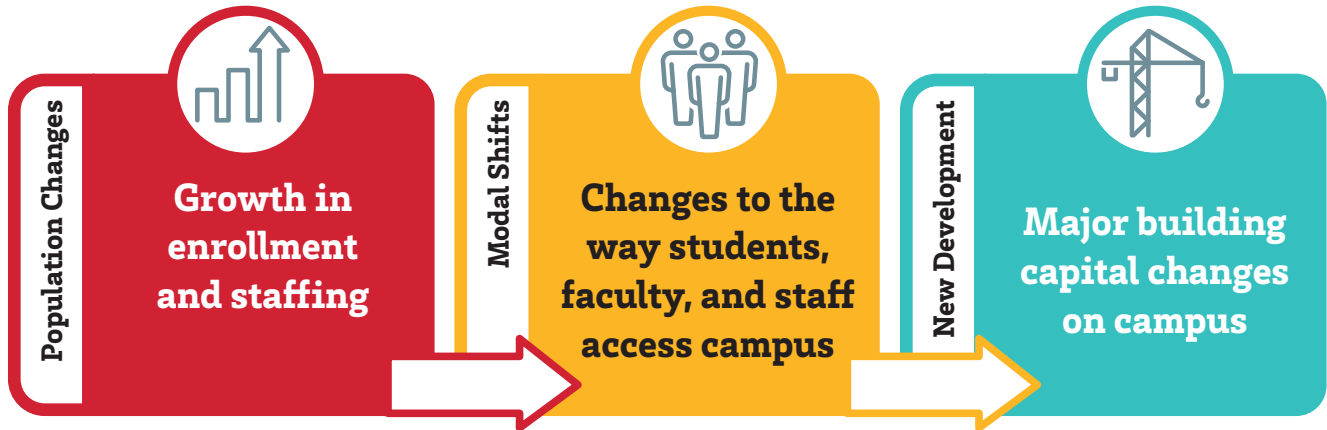 Population Changes
Growth in
enrollment
and staffing
Modal Shifts
Changes to the
way students,
faculty, and staff
access campus
New Development
Major building
capital changes
on campus